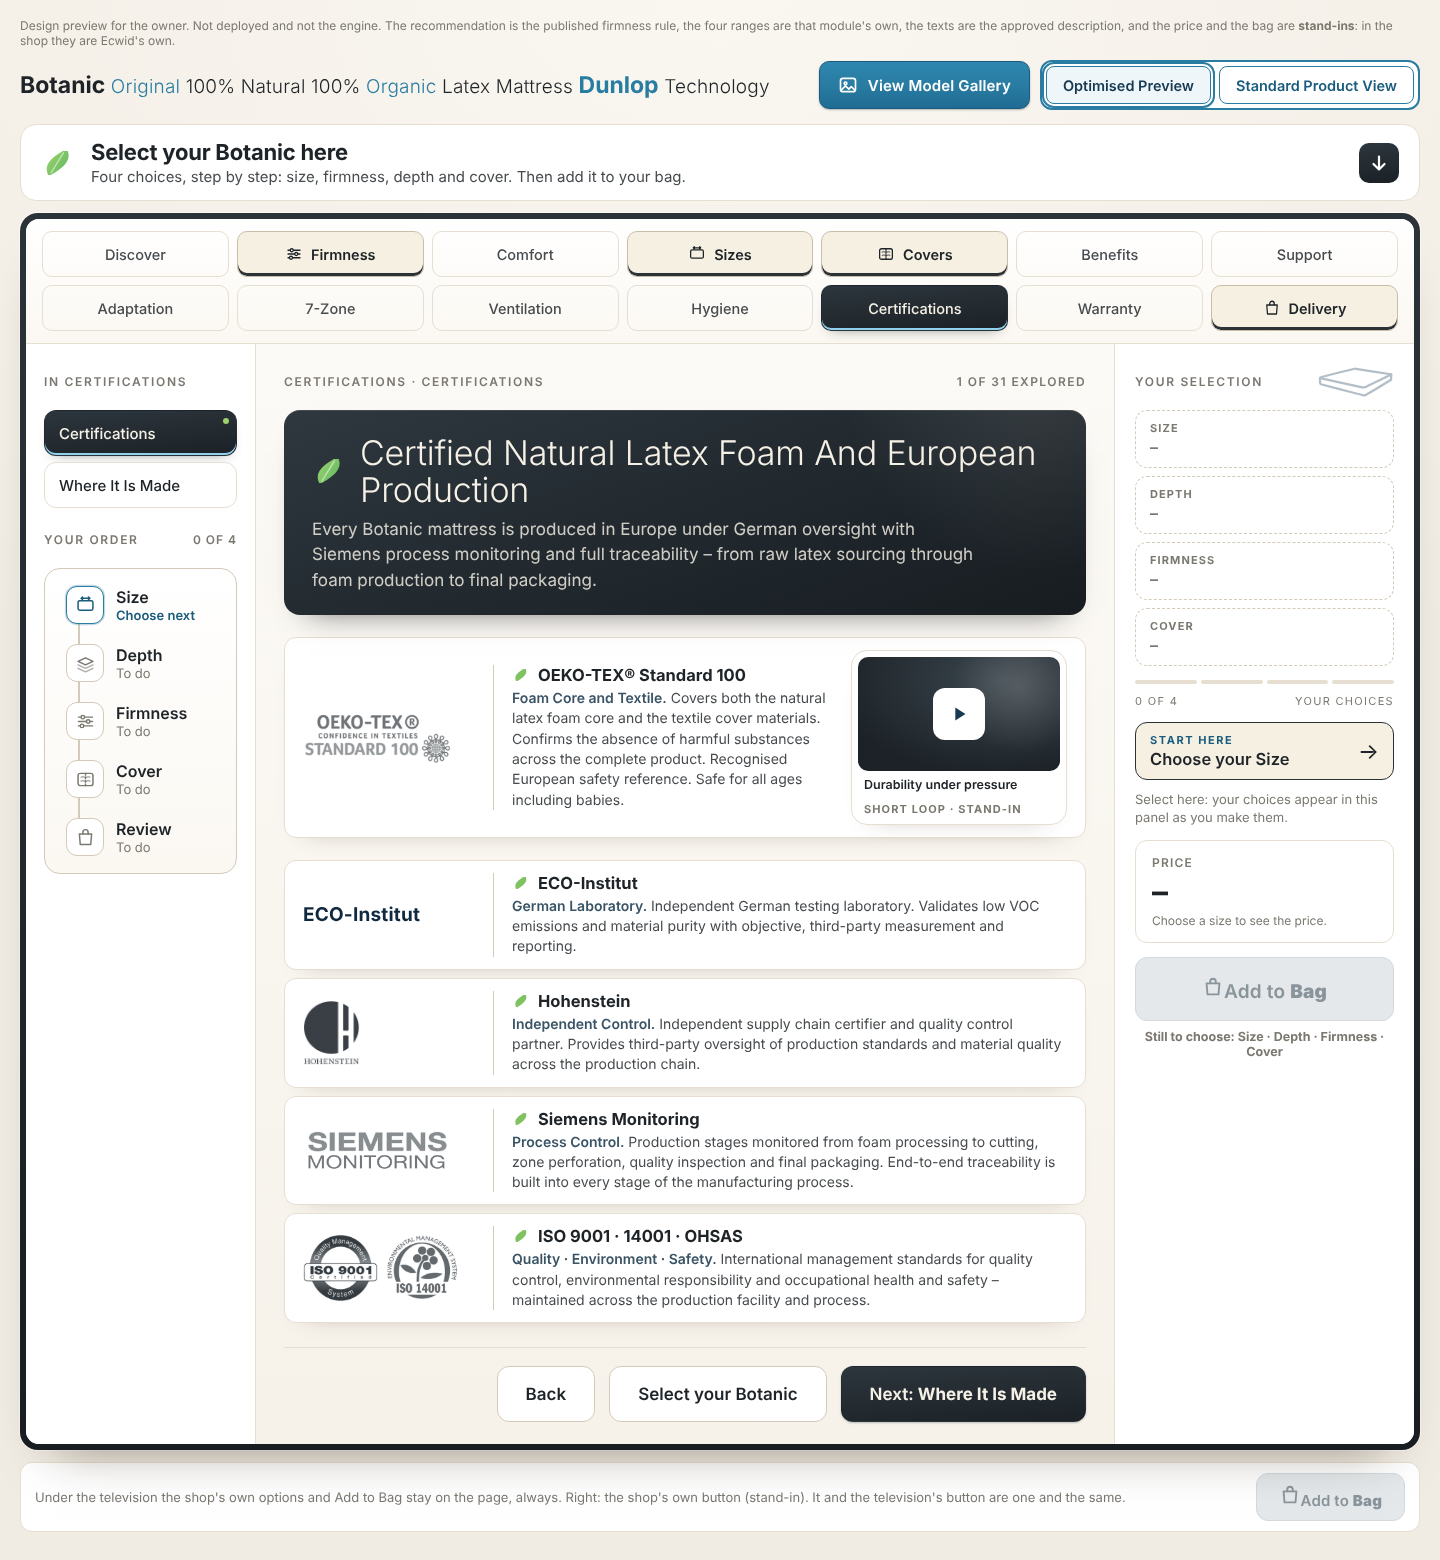 Design preview for the owner. Not deployed and not the engine. The recommendation is the published firmness rule, the four ranges are that module's own, the texts are the approved description, and the price and the bag are stand-ins: in the
shop they are Ecwid's own.
Botanic Original 100% Natural 100% Organic Latex Mattress Dunlop Technology
View Model Gallery
Optimised Preview
Standard Product View
Select your Botanic here
Four choices, step by step: size, firmness, depth and cover. Then add it to your bag.
Discover
Firmness
Comfort
Sizes
Covers
Benefits
Support
Adaptation
7-Zone
Ventilation
Hygiene
Certifications
Warranty
Delivery
IN CERTIFICATIONS
Certifications
Where It Is Made
YOUR ORDER
0 OF 4
Size
Choose next
Depth
To do
Firmness
To do
Cover
To do
Review
To do
CERTIFICATIONS · CERTIFICATIONS
1 OF 31 EXPLORED
Certified Natural Latex Foam And European
Production
Every Botanic mattress is produced in Europe under German oversight with
Siemens process monitoring and full traceability – from raw latex sourcing through
foam production to final packaging.
OEKO-TEX®
CONFIDENCE IN TEXTILES
STANDARD 100
OEKO-TEX® Standard 100
Foam Core and Textile. Covers both the natural
latex foam core and the textile cover materials.
Confirms the absence of harmful substances
across the complete product. Recognised
European safety reference. Safe for all ages
including babies.
Durability under pressure
SHORT LOOP · STAND-IN
ECO-Institut
ECO-Institut
German Laboratory. Independent German testing laboratory. Validates low VOC
emissions and material purity with objective, third-party measurement and
reporting.
HOHENSTEIN
Hohenstein
Independent Control. Independent supply chain certifier and quality control
partner. Provides third-party oversight of production standards and material quality
across the production chain.
SIEMENS
MONITORING
Siemens Monitoring
Process Control. Production stages monitored from foam processing to cutting,
zone perforation, quality inspection and final packaging. End-to-end traceability is
built into every stage of the manufacturing process.
Quality Management
ISO 9001
Certified
System
ENVIRONMENTAL MANAGEMENT SYSTEM
ISO 14001
ISO 9001 · 14001 · OHSAS
Quality · Environment · Safety. International management standards for quality
control, environmental responsibility and occupational health and safety –
maintained across the production facility and process.
Back
Select your Botanic
Next: Where It Is Made
YOUR SELECTION
SIZE
–
DEPTH
–
FIRMNESS
–
COVER
–
0 OF 4
YOUR CHOICES
START HERE
Choose your Size
Select here: your choices appear in this
panel as you make them.
PRICE
–
Choose a size to see the price.
Add to Bag
Still to choose: Size · Depth · Firmness ·
Cover
Under the television the shop's own options and Add to Bag stay on the page, always. Right: the shop's own button (stand-in). It and the television's button are one and the same.
Add to Bag